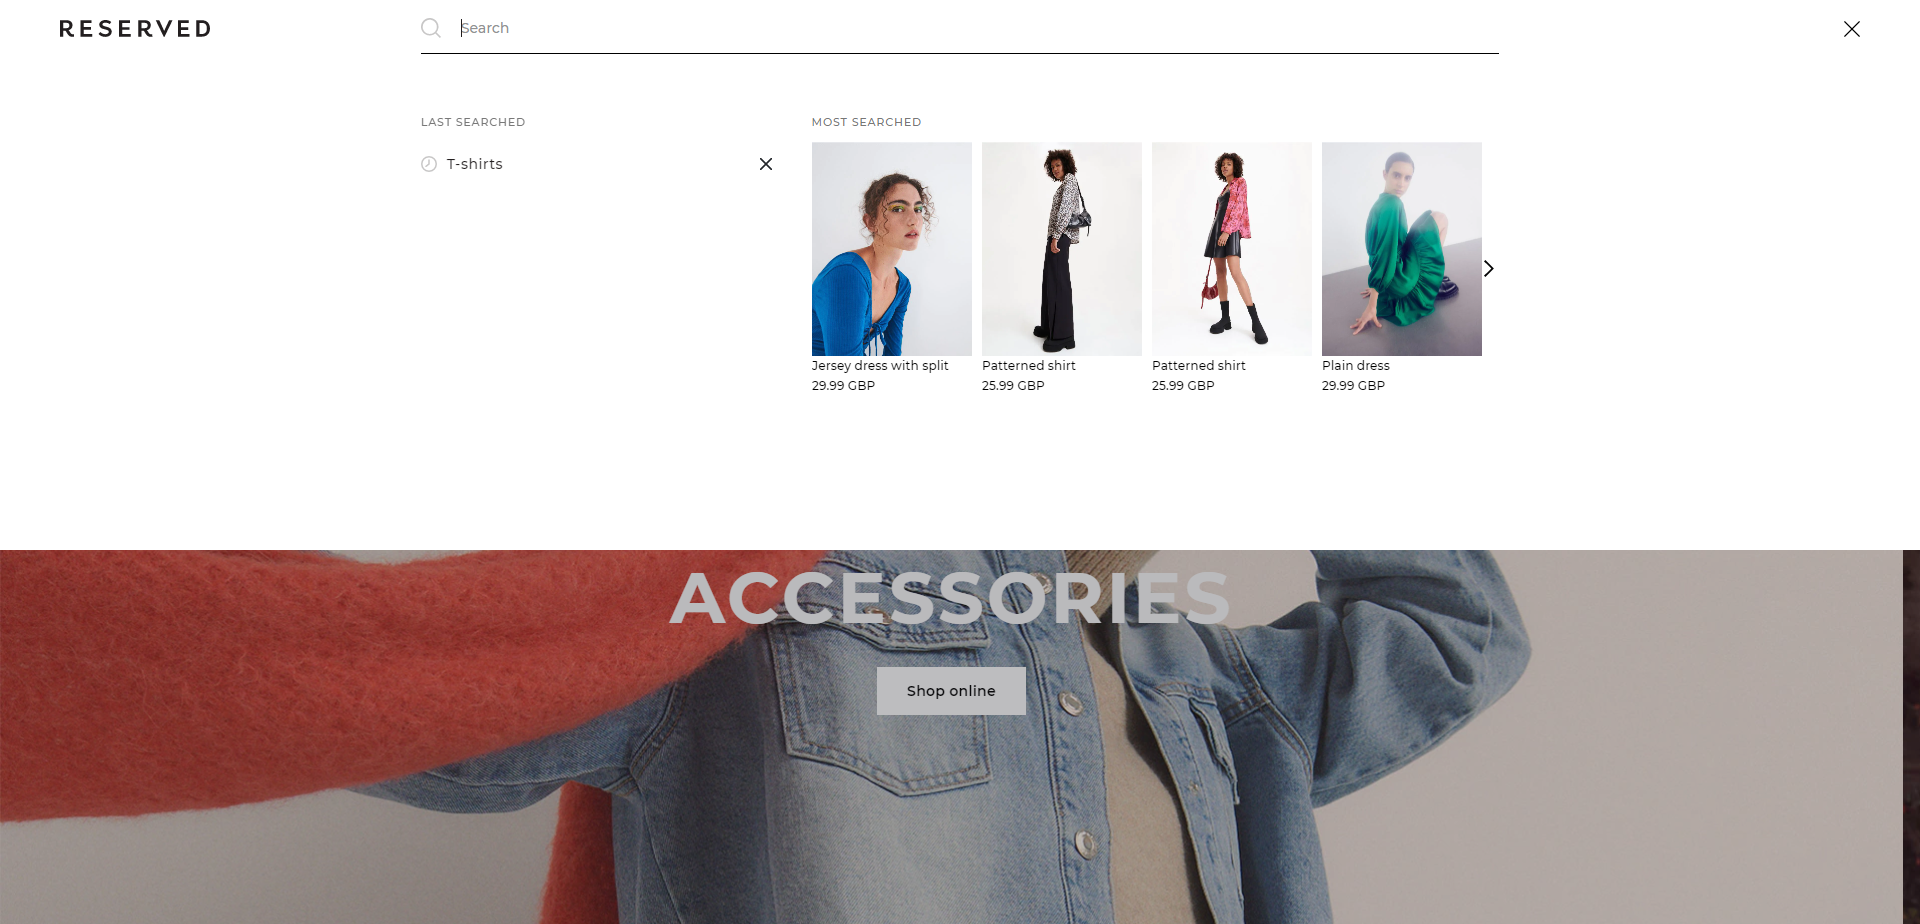 RESERVED
Search
LAST SEARCHED
T-shirts
MOST SEARCHED
Jersey dress with split
29.99 GBP
Patterned shirt
25.99 GBP
Patterned shirt
25.99 GBP
Plain dress
29.99 GBP
ACCESSORIES
Shop online